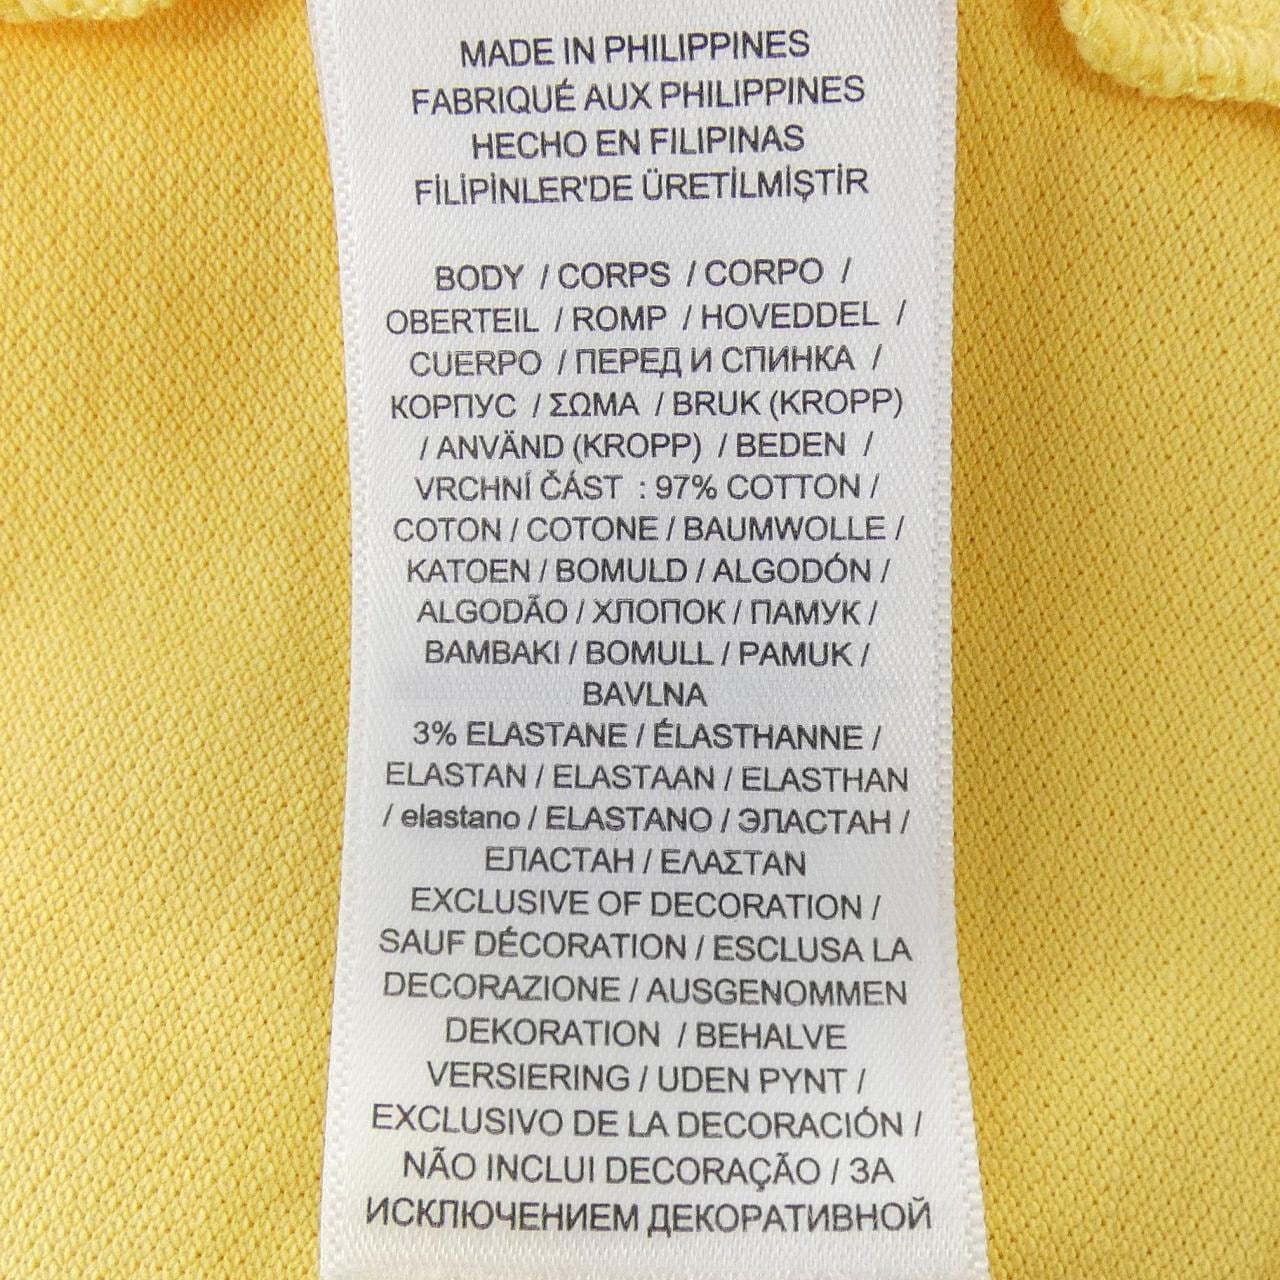 MADE IN PHILIPPINES
FABRIQUÉ AUX PHILIPPINES
HECHO EN FILIPINAS
FİLİPİNLER'DE ÜRETİLMİŞTİR
BODY / CORPS / CORPO /
OBERTEIL / ROMP / HOVEDDEL /
CUERPO / ПЕРЕД И СПИНКА /
КОРПУС / ΣΩΜΑ / BRUK (KROPP)
/ ANVÄND (KROPP) / BEDEN /
VRCHNÍ ČÁST : 97% COTTON /
COTON / COTONE / BAUMWOLLE /
KATOEN / BOMULD / ALGODÓN /
ALGODÃO / ХЛОПОК / ПАМУК /
BAMBAKI / BOMULL / PAMUK /
BAVLNA
3% ELASTANE / ÉLASTHANNE /
ELASTAN / ELASTAAN / ELASTHAN
/ elastano / ELASTANO / ЭЛАСТАН /
ЕЛАСТАН / ΕΛΑΣΤΑΝ
EXCLUSIVE OF DECORATION /
SAUF DÉCORATION / ESCLUSA LA
DECORAZIONE / AUSGENOMMEN
DEKORATION / BEHALVE
VERSIERING / UDEN PYNT /
EXCLUSIVO DE LA DECORACIÓN /
NÃO INCLUI DECORAÇÃO / ЗА
ИСКЛЮЧЕНИЕМ ДЕКОРАТИВНОЙ